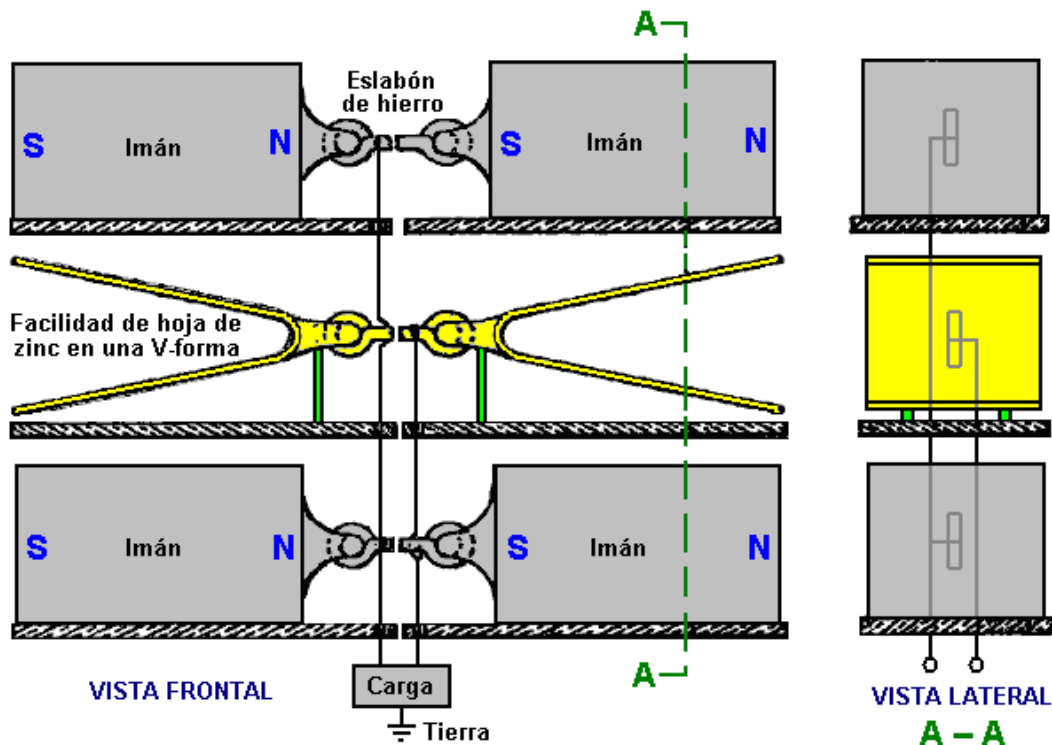 A
Eslabón
de hierro
S
Imán
N
S
Imán
N
Facilidad de hoja de
zinc en una V-forma
S
Imán
N
S
Imán
N
A
Carga
Tierra
VISTA FRONTAL
VISTA LATERAL
A – A